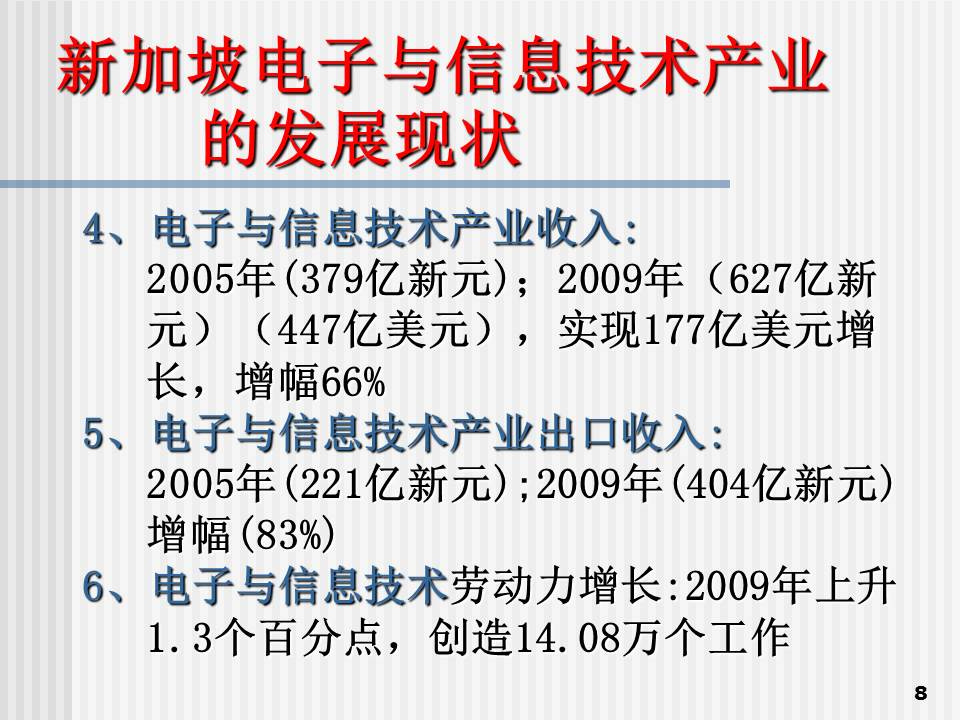 新加坡电子与信息技术产业
的发展现状
4、电子与信息技术产业收入:
2005年(379亿新元)；2009年（627亿新
元）（447亿美元），实现177亿美元增
长，增幅66%
5、电子与信息技术产业出口收入:
2005年(221亿新元);2009年(404亿新元)
增幅(83%)
6、电子与信息技术劳动力增长:2009年上升
1.3个百分点，创造14.08万个工作
8